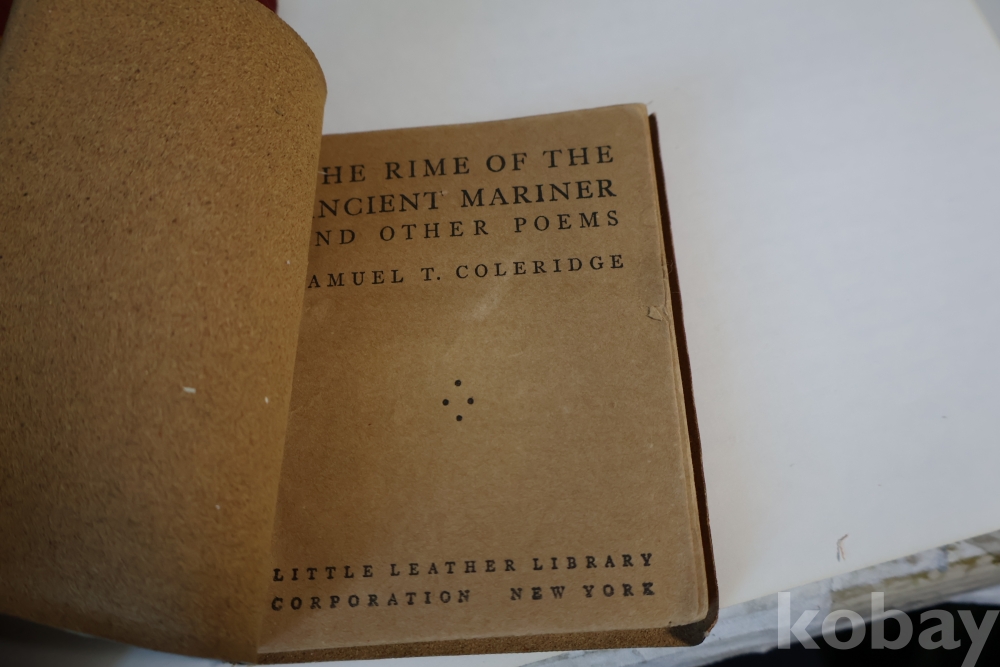 HE RIME OF THE
NCIENT MARINER
ND OTHER POEMS
AMUEL T. COLERIDGE
LITTLE LEATHER LIBRARY
CORPORATION NEW YORK
kobay